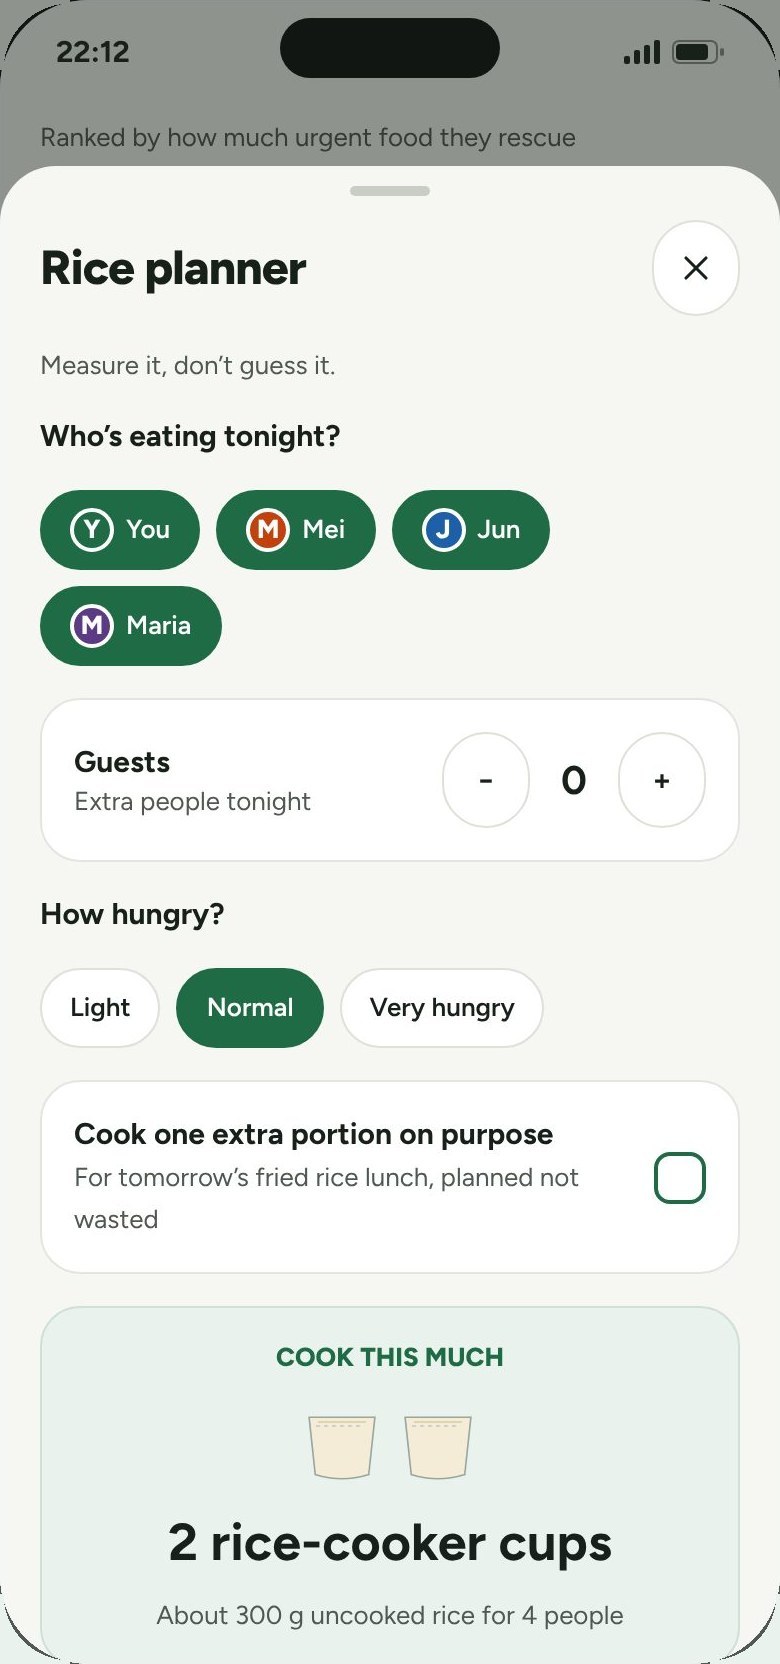 22:12
Ranked by how much urgent food they rescue
Rice planner
Measure it, don’t guess it.
Who’s eating tonight?
Y You M Mei J Jun
M Maria
Guests
Extra people tonight
- 0 +
How hungry?
Light Normal Very hungry
Cook one extra portion on purpose
For tomorrow’s fried rice lunch, planned not
wasted
COOK THIS MUCH
2 rice-cooker cups
About 300 g uncooked rice for 4 people